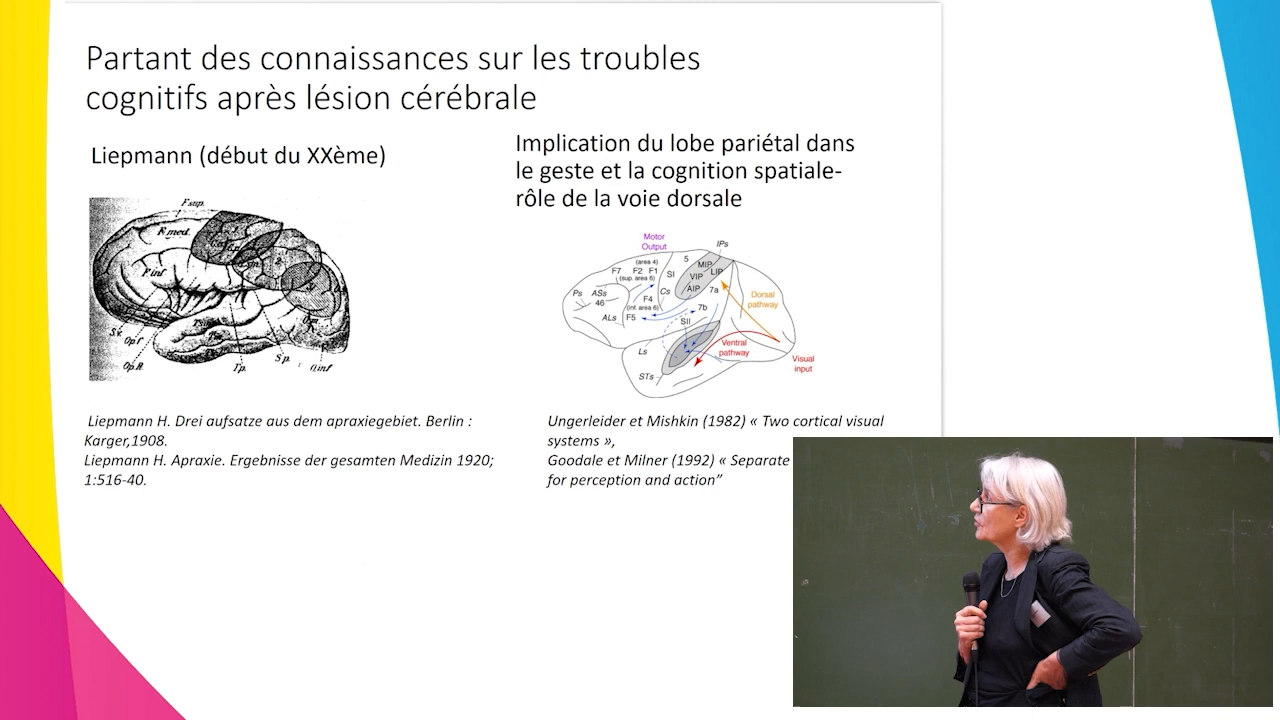 Partant des connaissances sur les troubles
cognitifs après lésion cérébrale
Liepmann (début du XXème)
Implication du lobe pariétal dans
le geste et la cognition spatiale-
rôle de la voie dorsale
F sup.
F med.
F inf.
Op.R.
T.p.
S.p.
O.inf
Motor
Output
IPs
(area 4)
F7 F2 F1
(sup. area 6)
SI
5
MIP
LIP
VIP
AIP
7a
Ps
ASs
46
F4
(inf. area 6)
Cs
7b
ALs
F5
SII
Dorsal
pathway
Ls
Ventral
pathway
Visual
input
STs
Liepmann H. Drei aufsatze aus dem apraxiegebiet. Berlin :
Karger,1908.
Liepmann H. Apraxie. Ergebnisse der gesamten Medizin 1920;
1:516-40.
Ungerleider et Mishkin (1982) « Two cortical visual
systems »,
Goodale et Milner (1992) « Separate
for perception and action”